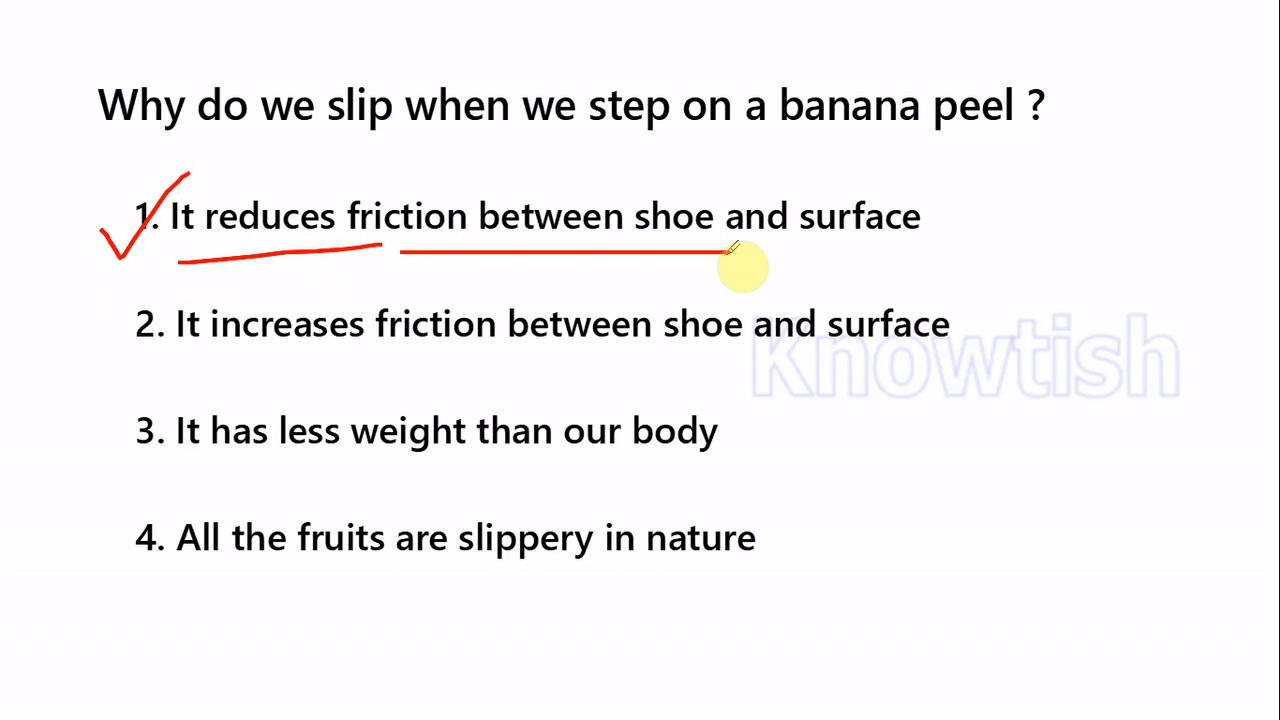 Why do we slip when we step on a banana peel ?
1. It reduces friction between shoe and surface
2. It increases friction between shoe and surface
Knowtish
3. It has less weight than our body
4. All the fruits are slippery in nature